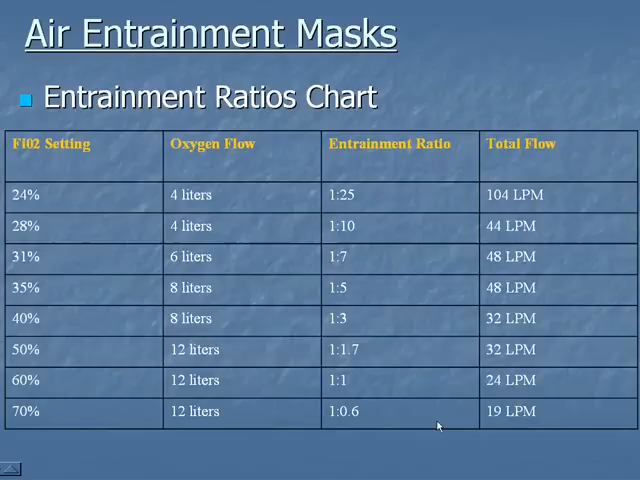 Air Entrainment Masks
Entrainment Ratios Chart
FI02 Setting Oxygen Flow Entrainment Ratio Total Flow
24% 4 liters 1:25 104 LPM
28% 4 liters 1:10 44 LPM
31% 6 liters 1:7 48 LPM
35% 8 liters 1:5 48 LPM
40% 8 liters 1:3 32 LPM
50% 12 liters 1:1.7 32 LPM
60% 12 liters 1:1 24 LPM
70% 12 liters 1:0.6 19 LPM